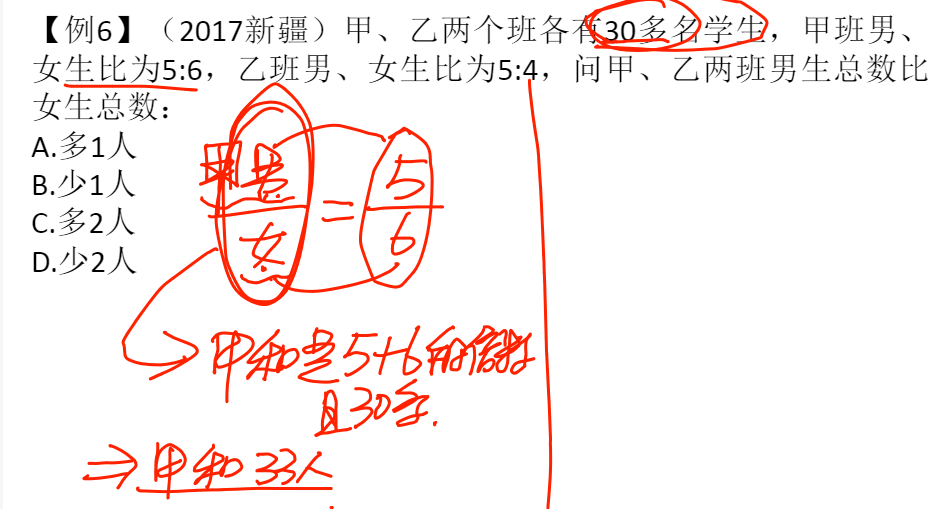 【例6】（2017新疆）甲、乙两个班各有30多名学生，甲班男、
女生比为5:6，乙班男、女生比为5:4，问甲、乙两班男生总数比
女生总数：
A.多1人
B.少1人
C.多2人
D.少2人
甲男
女
=
5
6
甲和是5+6的倍数
且30多.
⇒甲和33人